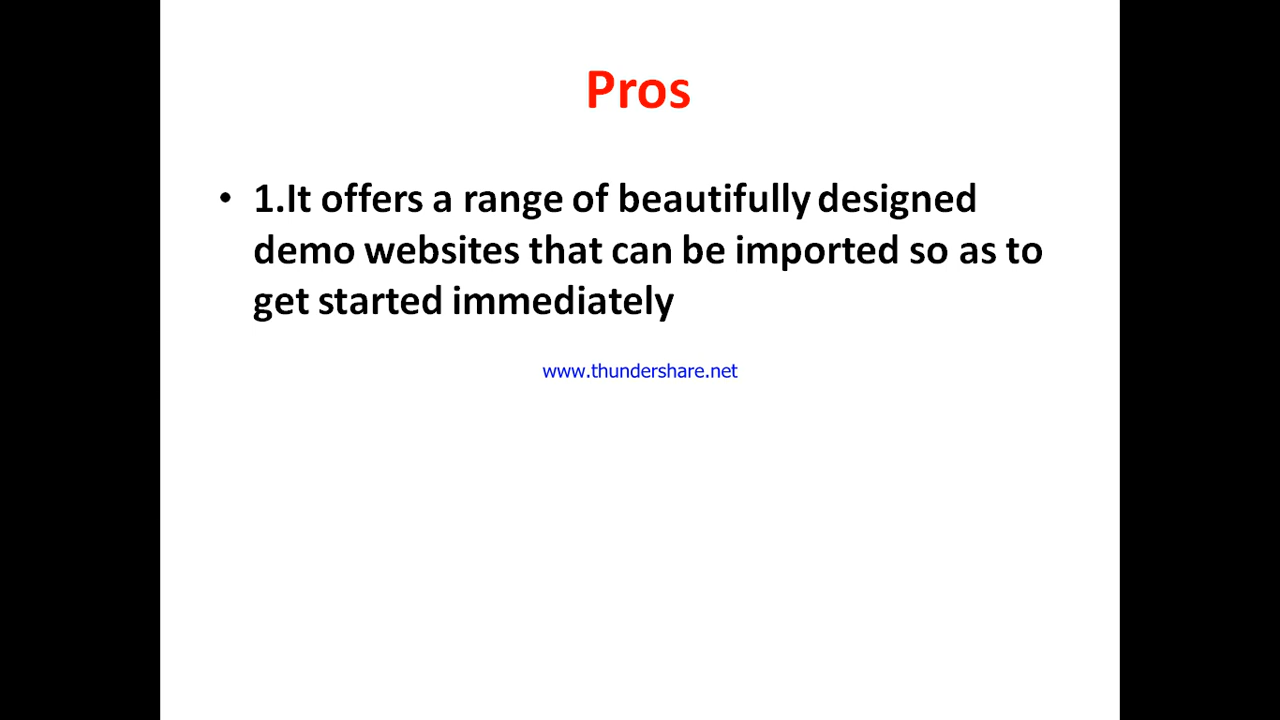 Pros
• 1.It offers a range of beautifully designed
demo websites that can be imported so as to
get started immediately
www.thundershare.net